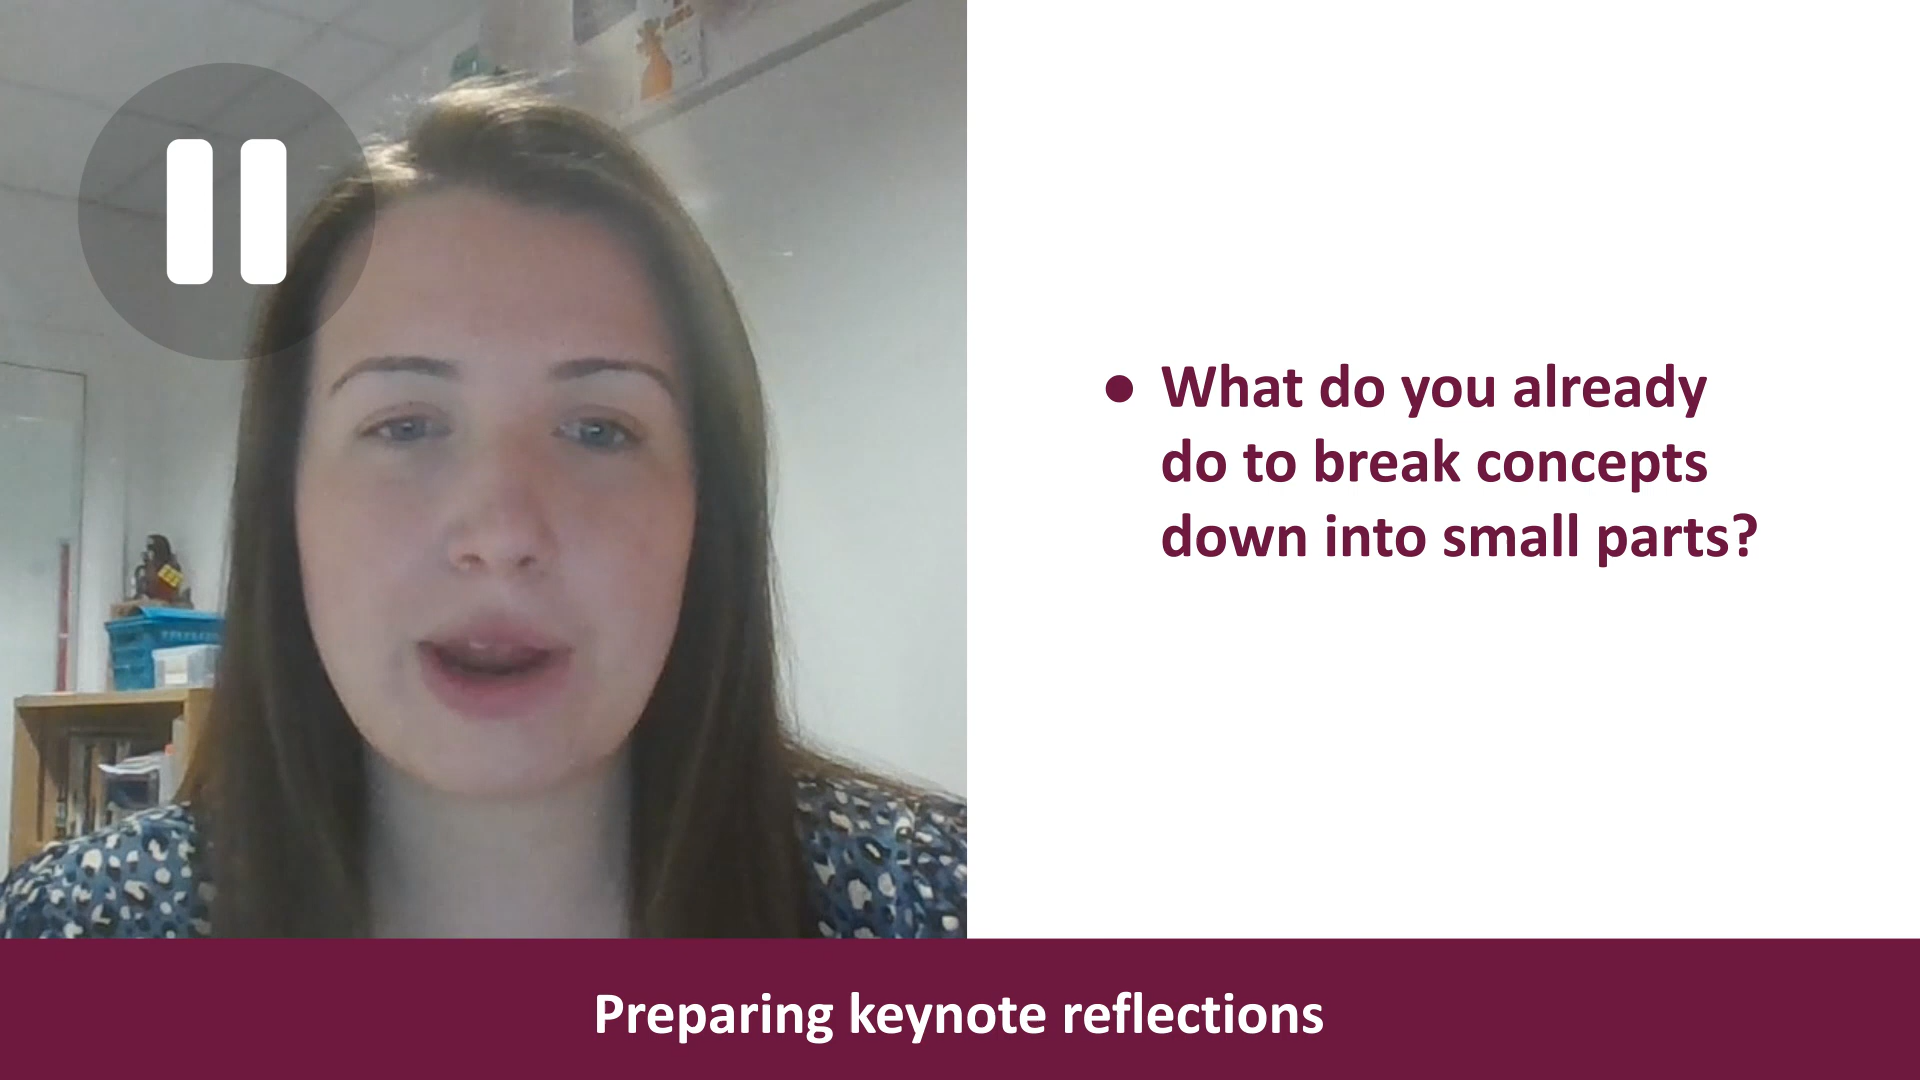 ● What do you already
do to break concepts
down into small parts?
Preparing keynote reflections